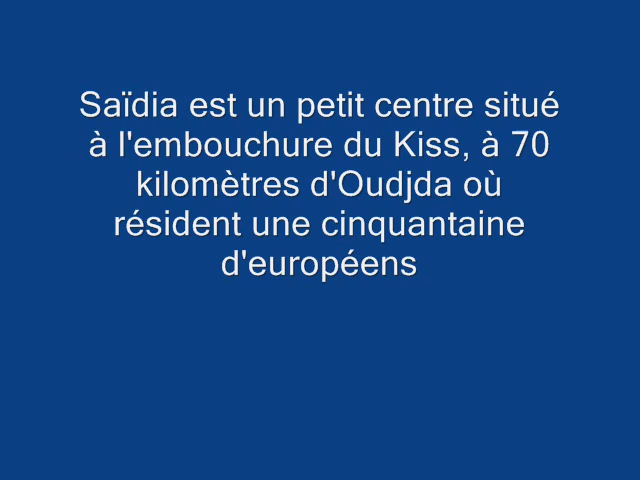 Saïdia est un petit centre situé
à l'embouchure du Kiss, à 70
kilomètres d'Oudjda où
résident une cinquantaine
d'européens